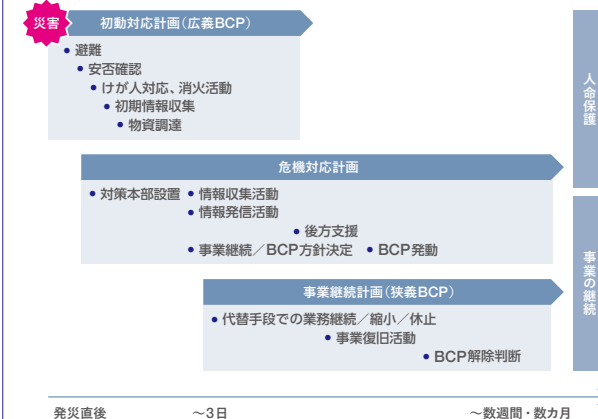 災害
初動対応計画（広義BCP）
• 避難
• 安否確認
• けが人対応、消火活動
• 初期情報収集
• 物資調達
人命保護
危機対応計画
• 対策本部設置 • 情報収集活動
• 情報発信活動
• 後方支援
• 事業継続／BCP方針決定 • BCP発動
事業の継続
事業継続計画（狭義BCP）
• 代替手段での業務継続／縮小／休止
• 事業復旧活動
• BCP解除判断
発災直後 ～3日 ～数週間・数カ月